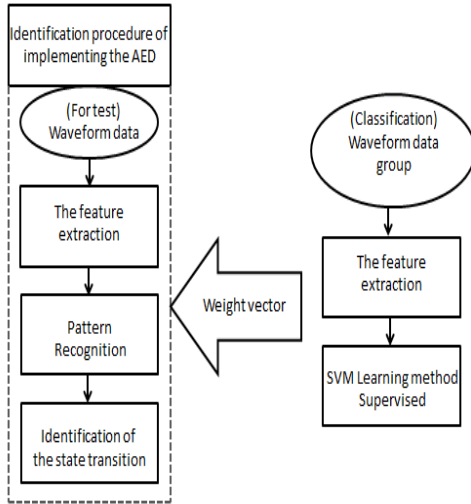 Identification procedure of
implementing the AED
(For test)
Waveform data
The feature
extraction
Pattern
Recognition
Identification of
the state transition
Weight vector
(Classification)
Waveform data
group
The feature
extraction
SVM Learning method
Supervised